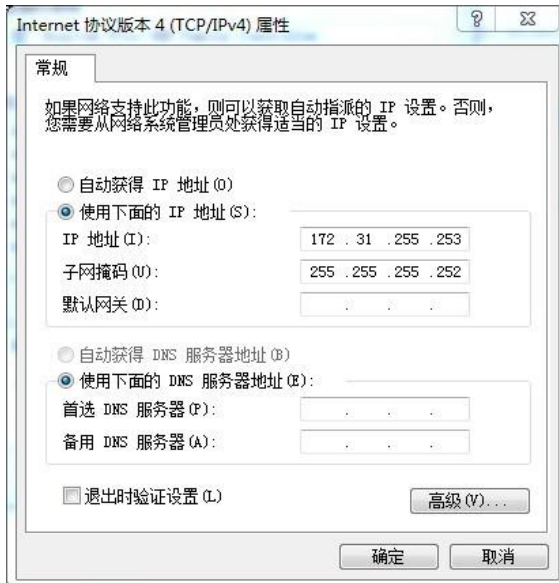 Internet 协议版本 4 (TCP/IPv4) 属性
常规
如果网络支持此功能，则可以获取自动指派的 IP 设置。否则，
您需要从网络系统管理员处获得适当的 IP 设置。
自动获得 IP 地址(O)
使用下面的 IP 地址(S):
IP 地址(I): 172 . 31 .255 .253
子网掩码(U): 255 .255 .255 .252
默认网关(D): . . .
自动获得 DNS 服务器地址(B)
使用下面的 DNS 服务器地址(E):
首选 DNS 服务器(P): . . .
备用 DNS 服务器(A): . . .
退出时验证设置(L)
高级(V)...
确定 取消